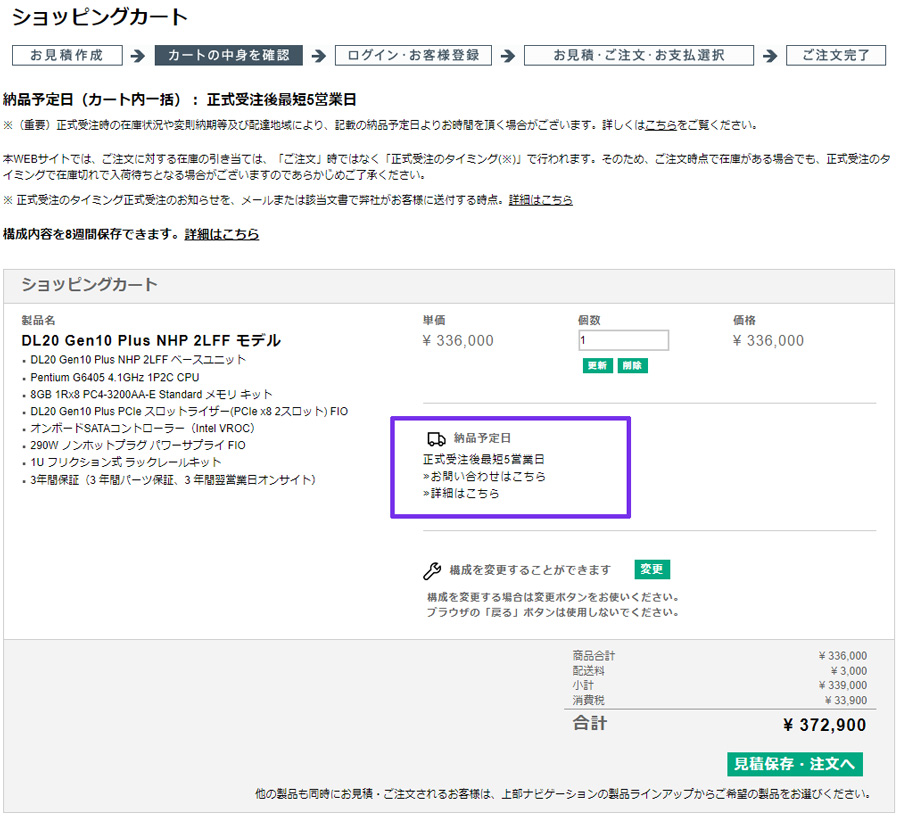 ショッピングカート
お見積作成
カートの中身を確認
ログイン・お客様登録
お見積・ご注文・お支払選択
ご注文完了
納品予定日（カート内一括）： 正式受注後最短5営業日
※（重要）正式受注時の在庫状況や変則納期等及び配達地域により、記載の納品予定日よりお時間を頂く場合がございます。詳しくはこちらをご覧ください。
本WEBサイトでは、ご注文に対する在庫の引き当ては、「ご注文」時ではなく「正式受注のタイミング(※)」で行われます。そのため、ご注文時点で在庫がある場合でも、正式受注のタ
イミングで在庫切れで入荷待ちとなる場合がございますのであらかじめご了承ください。
※ 正式受注のタイミング正式受注のお知らせを、メールまたは該当文書で弊社がお客様に送付する時点。詳細はこちら
構成内容を8週間保存できます。詳細はこちら
ショッピングカート
製品名
DL20 Gen10 Plus NHP 2LFF モデル
・DL20 Gen10 Plus NHP 2LFF ベースユニット
・Pentium G6405 4.1GHz 1P2C CPU
・8GB 1Rx8 PC4-3200AA-E Standard メモリ キット
・DL20 Gen10 Plus PCIe スロットライザー(PCIe x8 2スロット) FIO
・オンボードSATAコントローラー（Intel VROC）
・290W ノンホットプラグ パワーサプライ FIO
・1U フリクション式 ラックレールキット
・3年間保証（3 年間パーツ保証、3 年間翌営業日オンサイト）
単価
¥ 336,000
個数
1
更新 削除
価格
¥ 336,000
納品予定日
正式受注後最短5営業日
»お問い合わせはこちら
»詳細はこちら
構成を変更することができます 変更
構成を変更する場合は変更ボタンをお使いください。
ブラウザの「戻る」ボタンは使用しないでください。
商品合計 ¥ 336,000
配送料 ¥ 3,000
小計 ¥ 339,000
消費税 ¥ 33,900
合計 ¥ 372,900
見積保存・注文へ
他の製品も同時にお見積・ご注文されるお客様は、上部ナビゲーションの製品ラインアップからご希望の製品をお選びください。